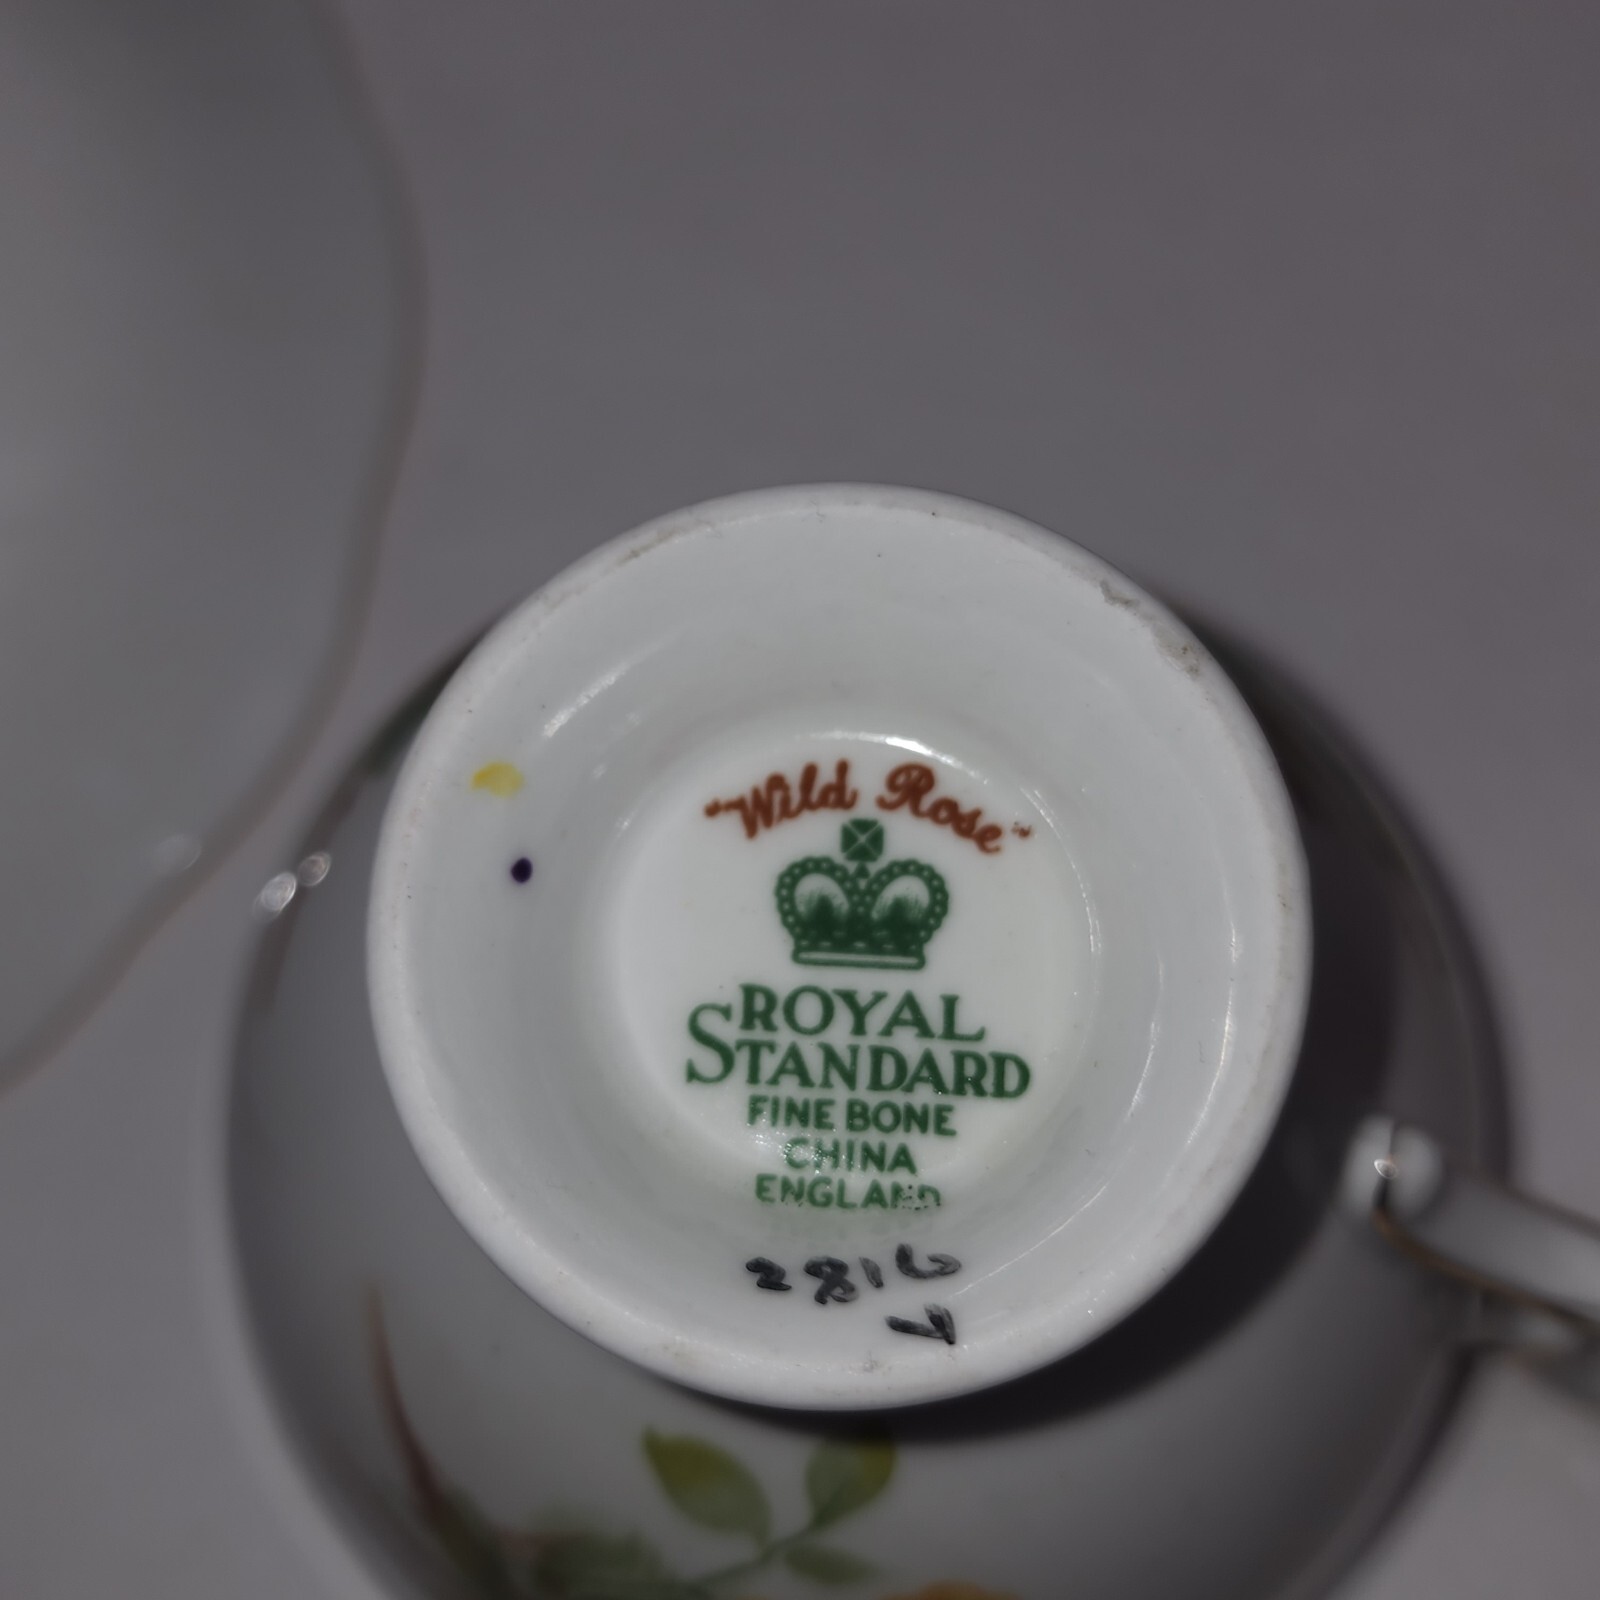 "Wild Rose"
ROYAL
STANDARD
FINE BONE
CHINA
ENGLAND
2816